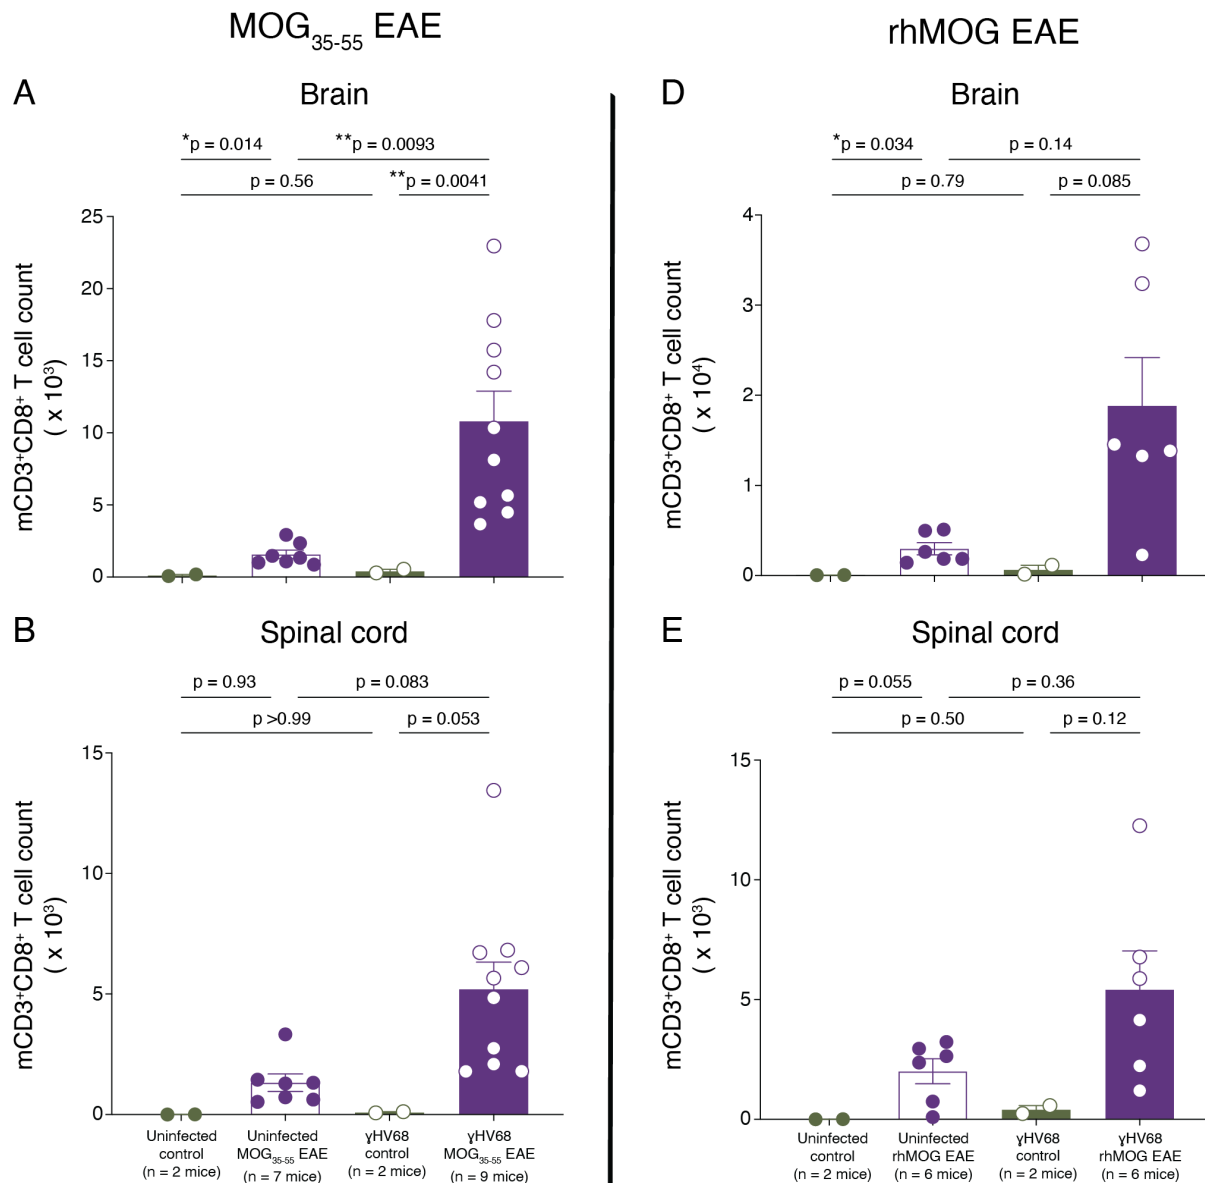 MOG35-55 EAE
rhMOG EAE
A
Brain
*p = 0.014
**p = 0.0093
p = 0.56
**p = 0.0041
mCD3+CD8+ T cell count
( x 10³)
25
20
15
10
5
0
D
Brain
*p = 0.034
p = 0.14
p = 0.79
p = 0.085
mCD3+CD8+ T cell count
( x 10⁴)
4
3
2
1
0
B
Spinal cord
p = 0.93
p = 0.083
p >0.99
p = 0.053
mCD3+CD8+ T cell count
( x 10³)
15
10
5
0
Uninfected
control
(n = 2 mice)
Uninfected
MOG35-55 EAE
(n = 7 mice)
ɣHV68
control
(n = 2 mice)
ɣHV68
MOG35-55 EAE
(n = 9 mice)
E
Spinal cord
p = 0.055
p = 0.36
p = 0.50
p = 0.12
mCD3+CD8+ T cell count
( x 10³)
15
10
5
0
Uninfected
control
(n = 2 mice)
Uninfected
rhMOG EAE
(n = 6 mice)
ɣHV68
control
(n = 2 mice)
ɣHV68
rhMOG EAE
(n = 6 mice)